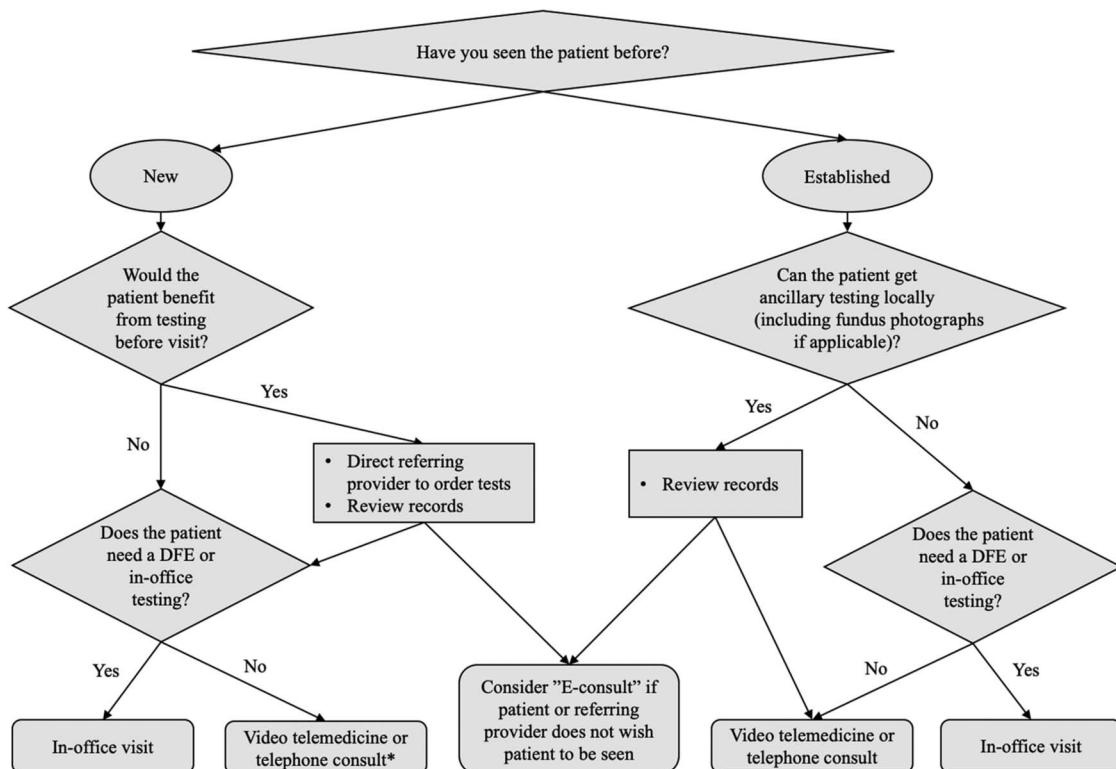 Have you seen the patient before?
New
Established
Would the
patient benefit
from testing
before visit?
Can the patient get
ancillary testing locally
(including fundus photographs
if applicable)?
Yes
No
Yes
No
• Direct referring
provider to order tests
• Review records
• Review records
Does the patient
need a DFE or
in-office
testing?
Does the patient
need a DFE or
in-office
testing?
Yes
No
No
Yes
In-office visit
Video telemedicine or
telephone consult*
Consider ”E-consult” if
patient or referring
provider does not wish
patient to be seen
Video telemedicine or
telephone consult
In-office visit